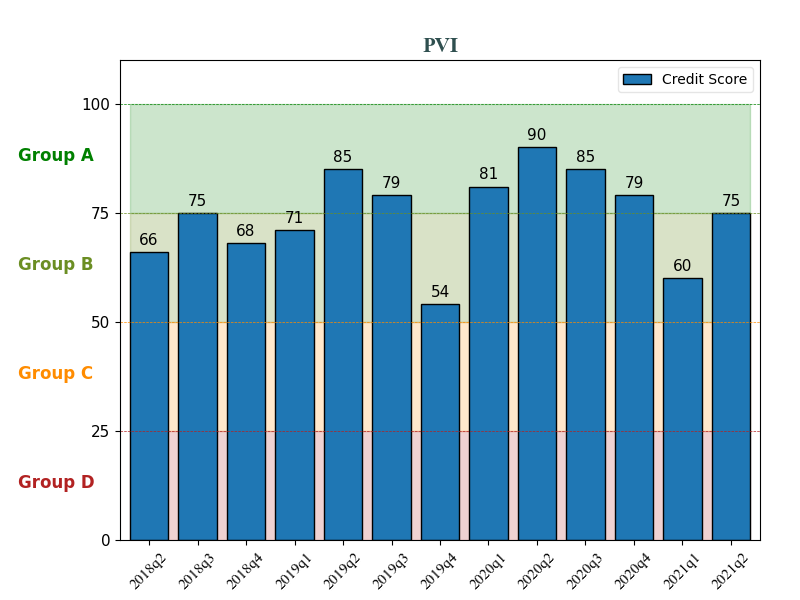 PVI
Credit Score
100
Group A
75
Group B
50
Group C
25
Group D
0
66
75
68
71
85
79
54
81
90
85
79
60
75
2018q2
2018q3
2018q4
2019q1
2019q2
2019q3
2019q4
2020q1
2020q2
2020q3
2020q4
2021q1
2021q2